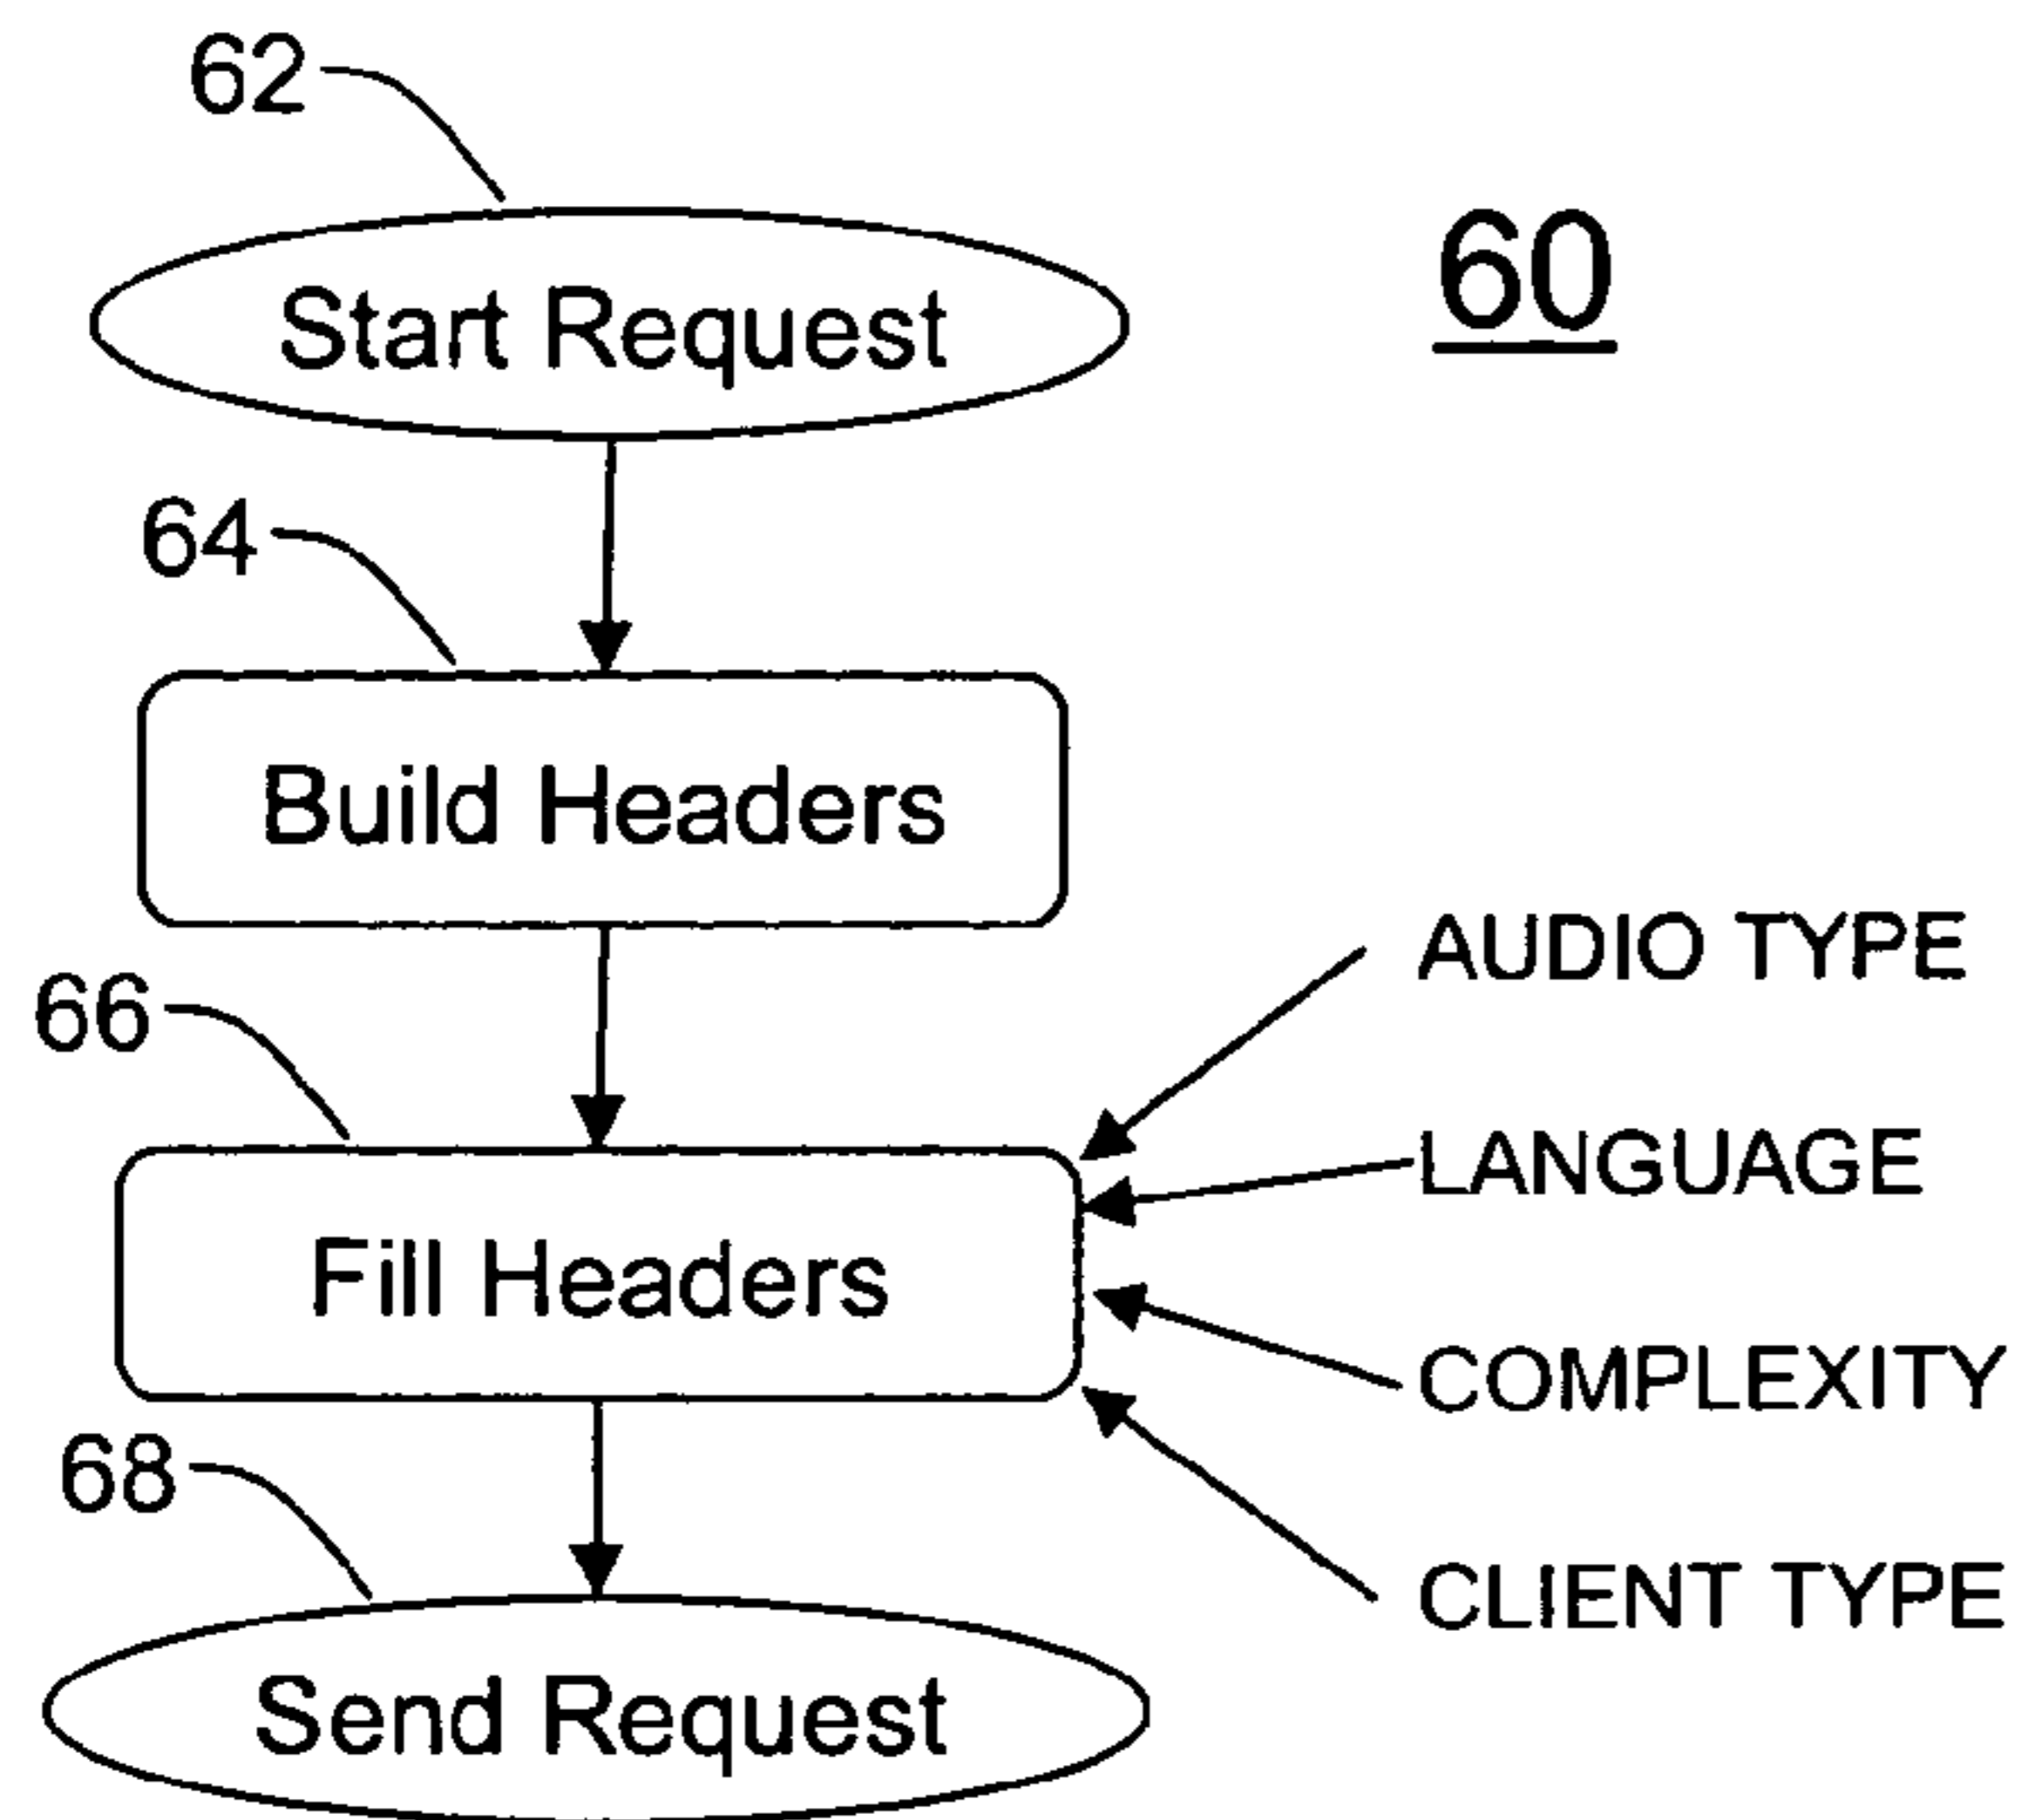 62
60
Start Request
64
Build Headers
AUDIO TYPE
66
LANGUAGE
Fill Headers
COMPLEXITY
68
CLIENT TYPE
Send Request